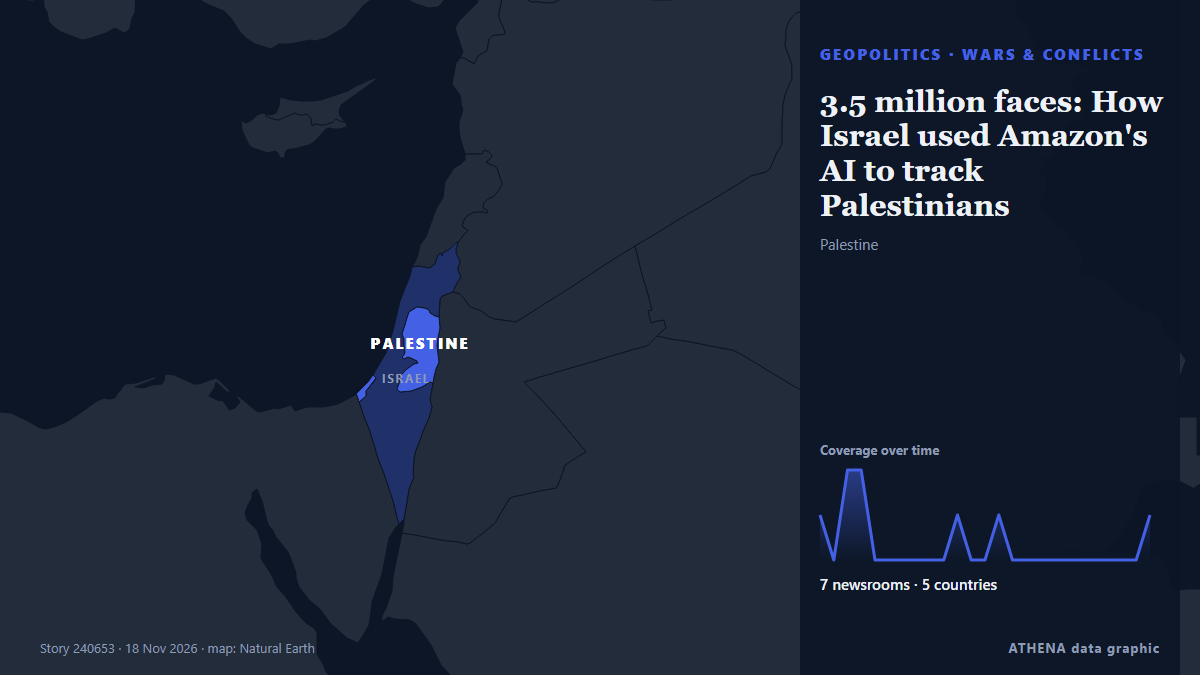 GEOPOLITICS · WARS & CONFLICTS
3.5 million faces: How
Israel used Amazon's
AI to track
Palestinians
Palestine
PALESTINE
ISRAEL
Coverage over time
7 newsrooms · 5 countries
Story 240653 · 18 Nov 2026 · map: Natural Earth
ATHENA data graphic